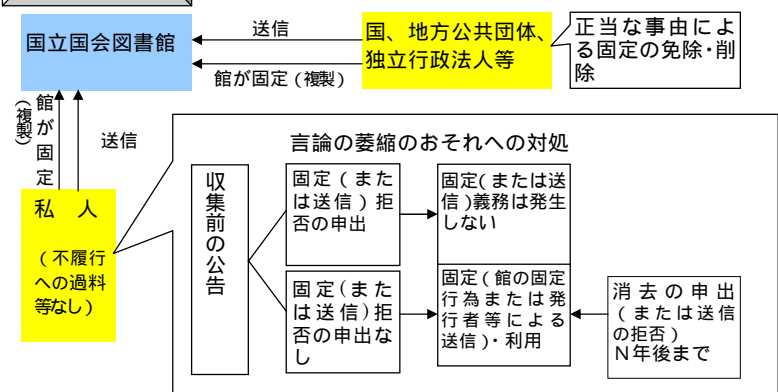 国立国会図書館
送信
館が固定(複製)
国、地方公共団体、
独立行政法人等
正当な事由によ
る固定の免除・削
除
館が固定
(複製)
送信
私 人
(不履行
への過料
等なし)
言論の萎縮のおそれへの対処
収集前の公告
固定(また
は送信)拒
否の申出
固定(または送
信)義務は発生
しない
固定(また
は送信)拒
否の申出な
し
固定(館の固定
行為または発
行者等による
送信)・利用
消去の申出
(または送信
の拒否)
N年後まで